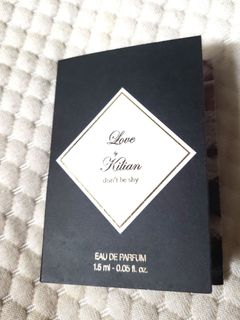 Love
by
Kilian
don't be shy
EAU DE PARFUM
1.5 ml - 0.05 fl. oz.